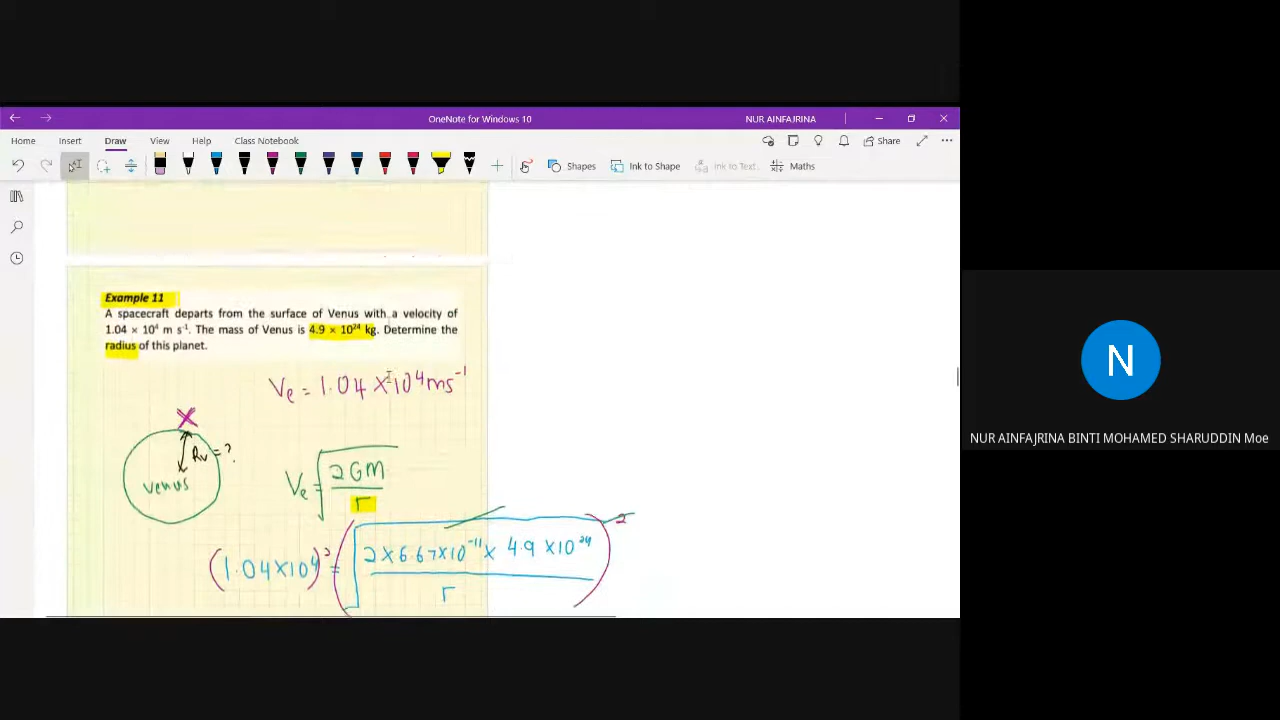 OneNote for Windows 10
NUR AINFAJRINA
Home Insert Draw View Help Class Notebook
Share
Shapes Ink to Shape Ink to Text Maths
Example 11
A spacecraft departs from the surface of Venus with a velocity of
1.04 × 10⁴ m s⁻¹. The mass of Venus is 4.9 × 10²⁴ kg. Determine the
radius of this planet.
Ve = 1.04 × 10⁴ ms⁻¹
Rv = ?
Venus
Ve = √(2GM / r)
(1.04×10⁴)² = (√(2×6.67×10⁻¹¹ × 4.9×10²⁴ / r))²
N
NUR AINFAJRINA BINTI MOHAMED SHARUDDIN Moe